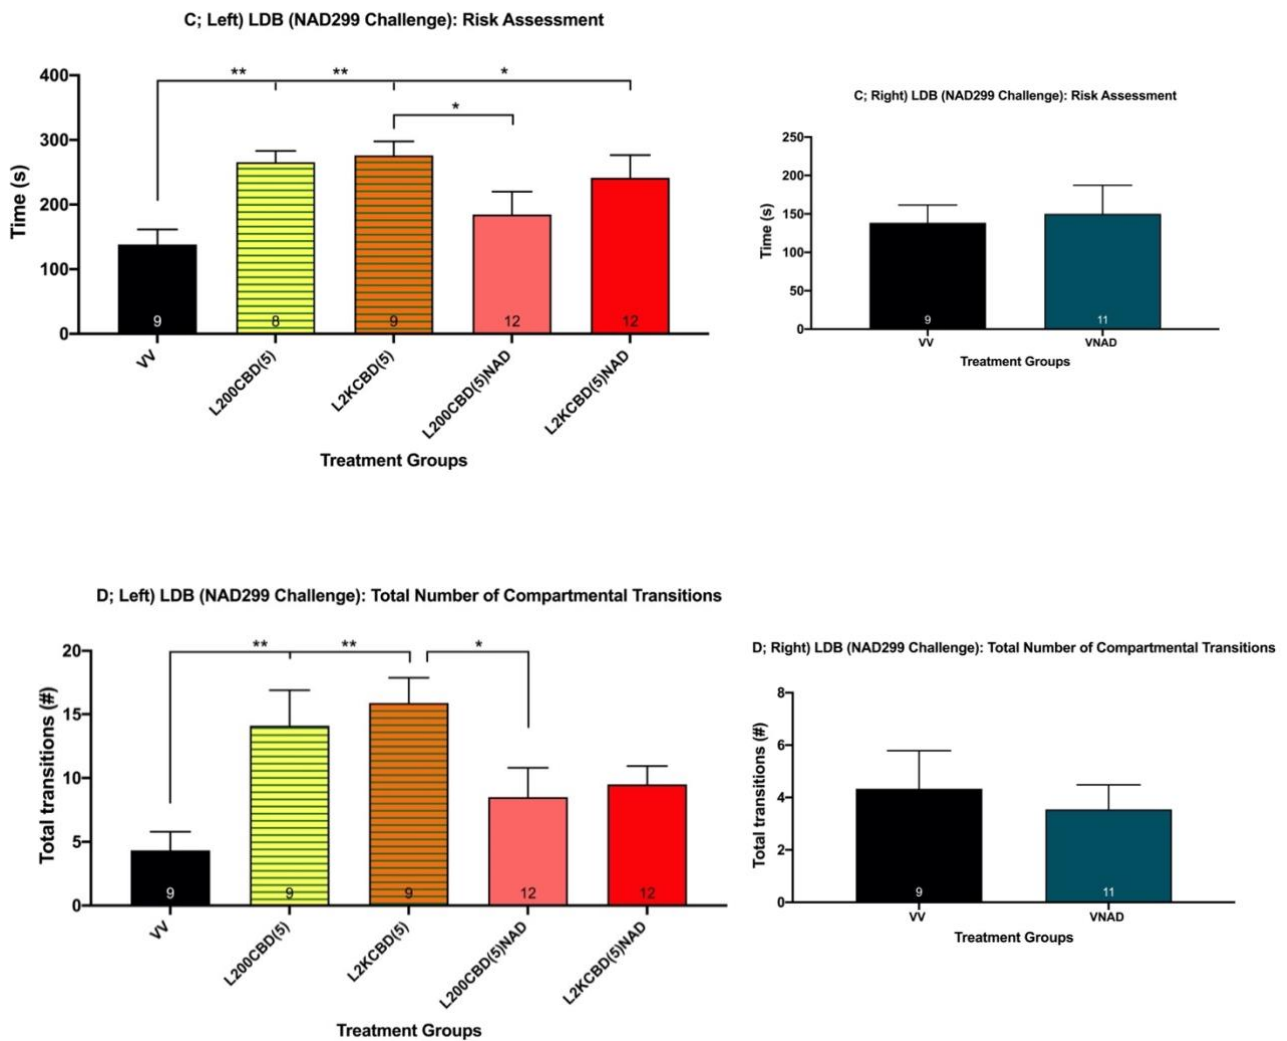 C; Left) LDB (NAD299 Challenge): Risk Assessment
** ** *
*
400
300
200
100
0
Time (s)
9 8 9 12 12
VV L200CBD(5) L2KCBD(5) L200CBD(5)NAD L2KCBD(5)NAD
Treatment Groups
C; Right) LDB (NAD299 Challenge): Risk Assessment
250
200
150
100
50
0
Time (s)
9 11
VV VNAD
Treatment Groups
D; Left) LDB (NAD299 Challenge): Total Number of Compartmental Transitions
** ** *
20
15
10
5
0
Total transitions (#)
9 9 9 12 12
VV L200CBD(5) L2KCBD(5) L200CBD(5)NAD L2KCBD(5)NAD
Treatment Groups
D; Right) LDB (NAD299 Challenge): Total Number of Compartmental Transitions
8
6
4
2
0
Total transitions (#)
9 11
VV VNAD
Treatment Groups